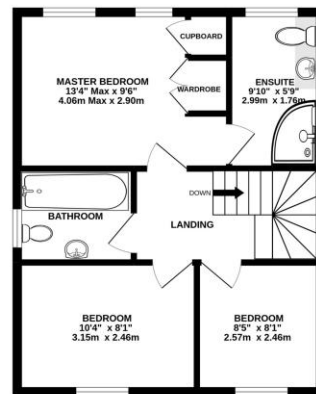 CUPBOARD
MASTER BEDROOM
13'4" Max x 9'6"
4.06m Max x 2.90m
WARDROBE
ENSUITE
9'10" x 5'9"
2.99m x 1.76m
DOWN
BATHROOM
LANDING
BEDROOM
10'4" x 8'1"
3.15m x 2.46m
BEDROOM
8'5" x 8'1"
2.57m x 2.46m